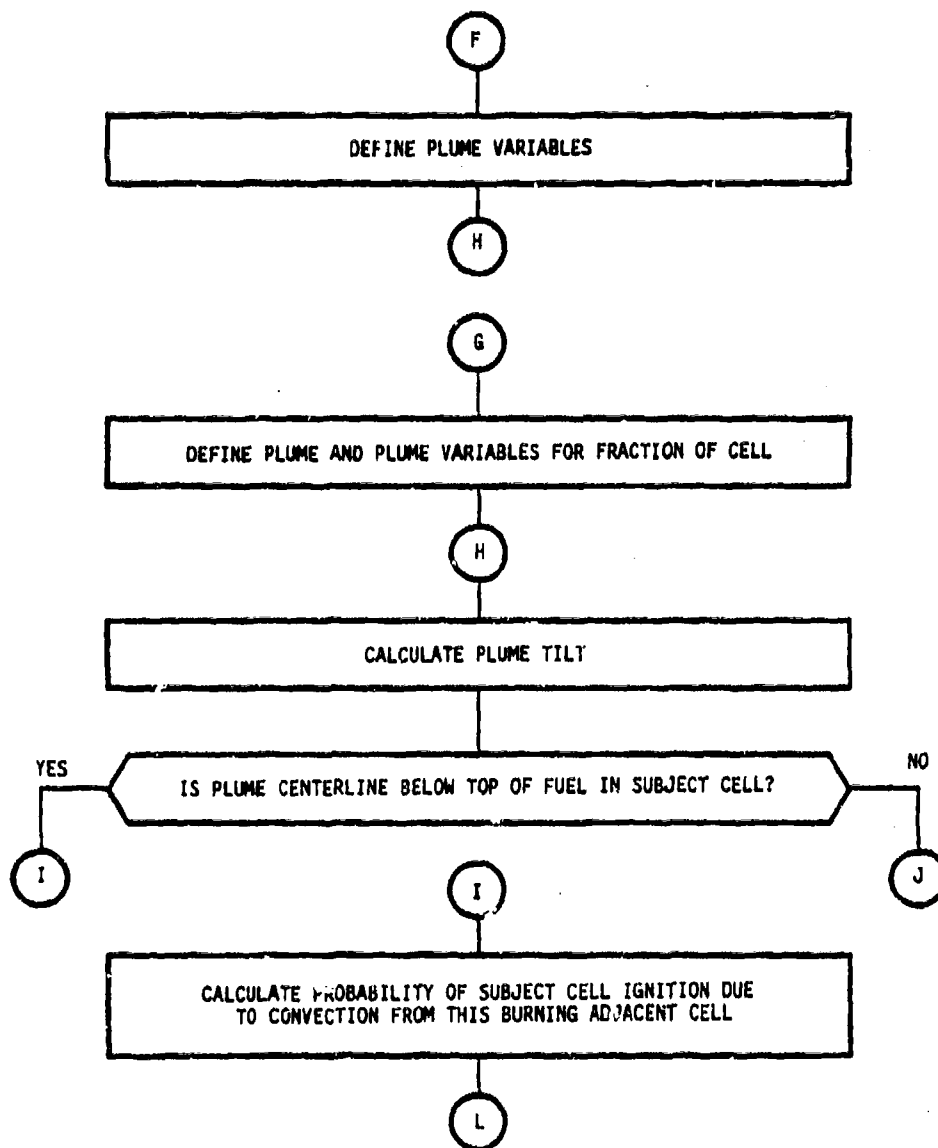 F
DEFINE PLUME VARIABLES
H
G
DEFINE PLUME AND PLUME VARIABLES FOR FRACTION OF CELL
H
CALCULATE PLUME TILT
YES
NO
IS PLUME CENTERLINE BELOW TOP OF FUEL IN SUBJECT CELL?
I
J
I
CALCULATE PROBABILITY OF SUBJECT CELL IGNITION DUE
TO CONVECTION FROM THIS BURNING ADJACENT CELL
L